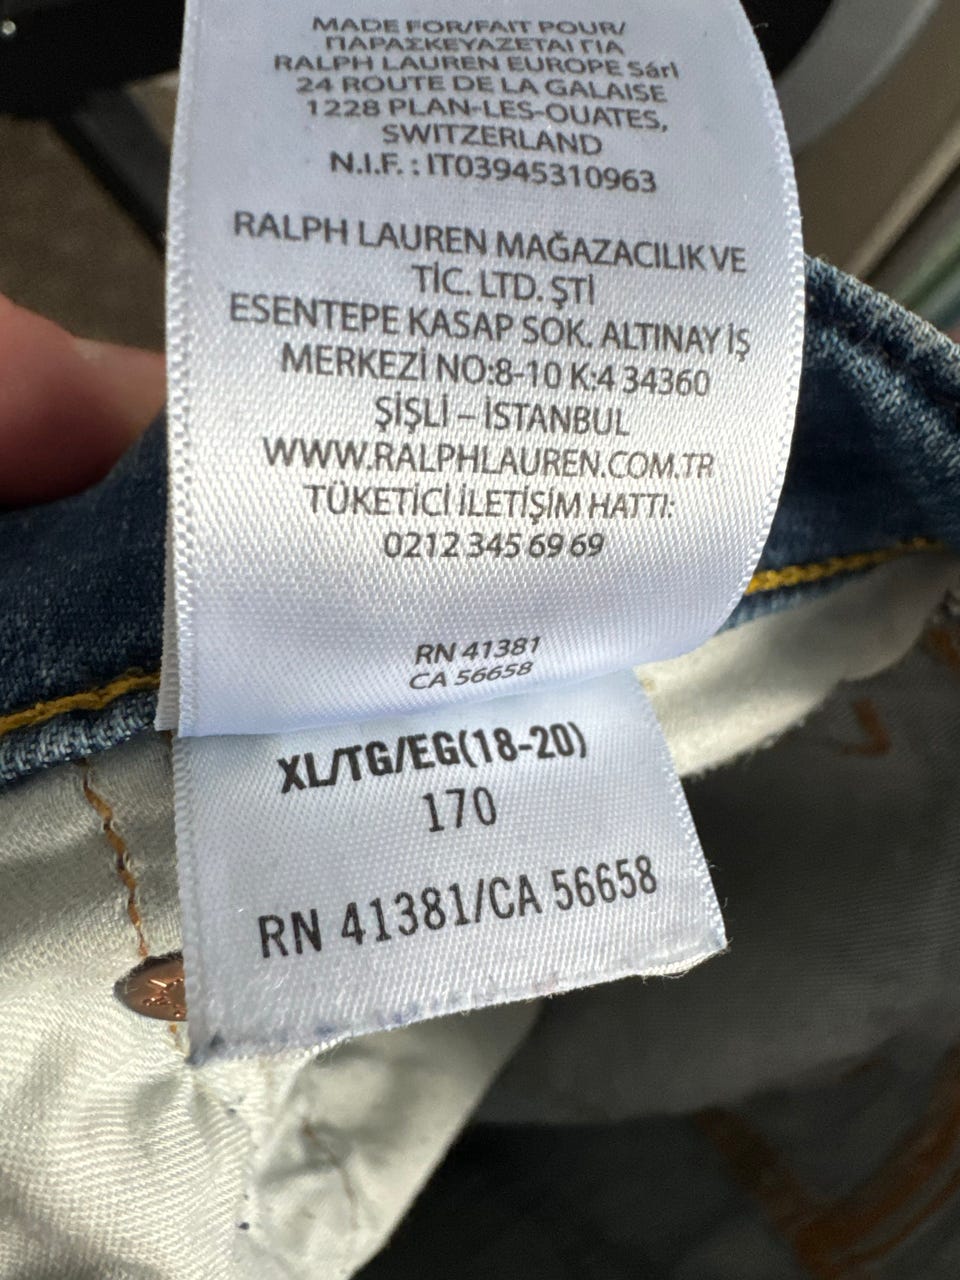 MADE FOR/FAIT POUR/
ΠΑΡΑΣΚΕΥΑΖΕΤΑΙ ΓΙΑ
RALPH LAUREN EUROPE Sárl
24 ROUTE DE LA GALAISE
1228 PLAN-LES-OUATES,
SWITZERLAND
N.I.F. : IT03945310963
RALPH LAUREN MAĞAZACILIK VE
TİC. LTD. ŞTİ
ESENTEPE KASAP SOK. ALTINAY İŞ
MERKEZİ NO:8-10 K:4 34360
ŞİŞLİ – İSTANBUL
WWW.RALPHLAUREN.COM.TR
TÜKETİCİ İLETİŞİM HATTI:
0212 345 69 69
RN 41381
CA 56658
XL/TG/EG(18-20)
170
RN 41381/CA 56658